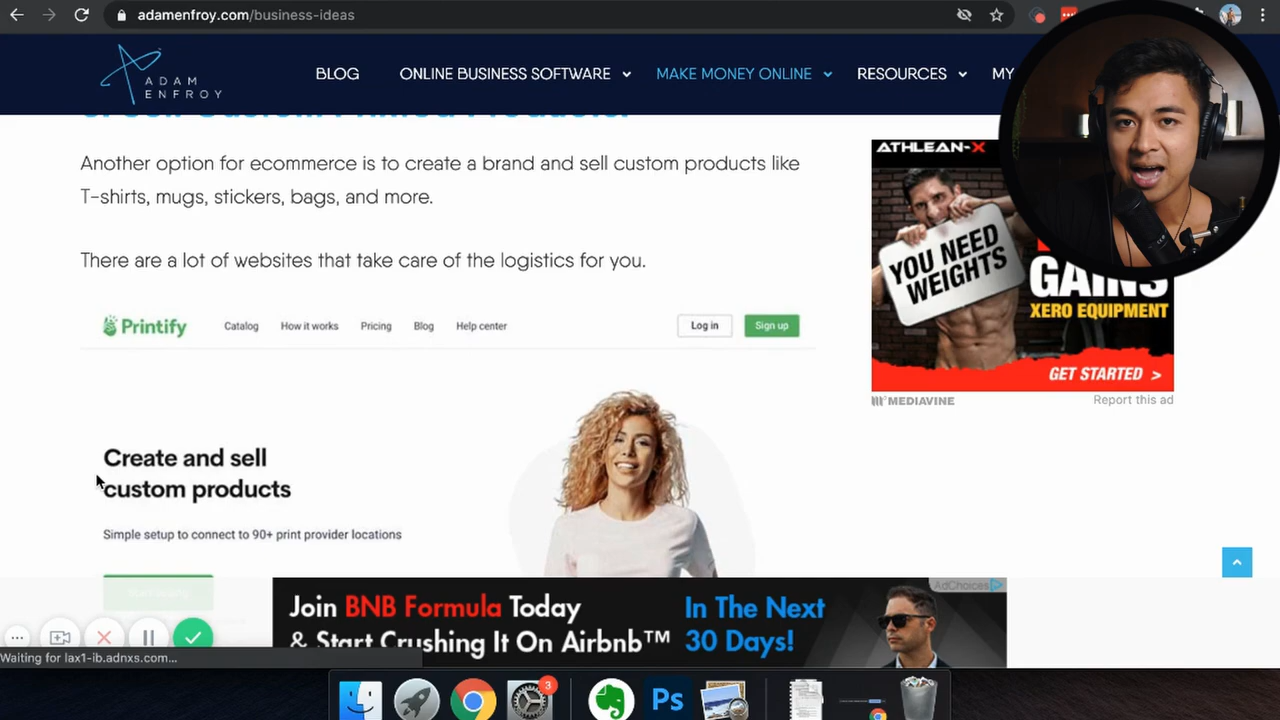 adamenfroy.com/business-ideas
ADAM
ENFROY
BLOG
ONLINE BUSINESS SOFTWARE
MAKE MONEY ONLINE
RESOURCES
MY
Another option for ecommerce is to create a brand and sell custom products like
T-shirts, mugs, stickers, bags, and more.
There are a lot of websites that take care of the logistics for you.
Printify
Catalog
How it works
Pricing
Blog
Help center
Log in
Sign up
Create and sell
custom products
Simple setup to connect to 90+ print provider locations
ATHLEAN-X
YOU NEED
WEIGHTS
GAINS
XERO EQUIPMENT
GET STARTED >
MEDIAVINE
Report this ad
AdChoices
Join BNB Formula Today
& Start Crushing It On Airbnb™
In The Next
30 Days!
Waiting for lax1-ib.adnxs.com...
3
Ps